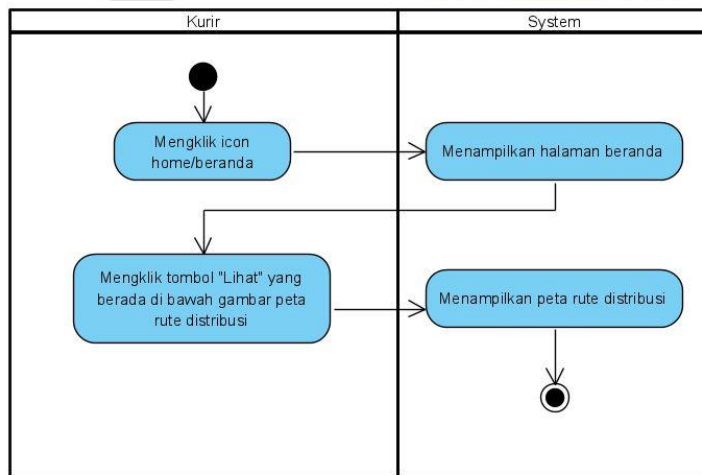 Kurir
System
Mengklik icon
home/beranda
Menampilkan halaman beranda
Mengklik tombol "Lihat" yang
berada di bawah gambar peta
rute distribusi
Menampilkan peta rute distribusi